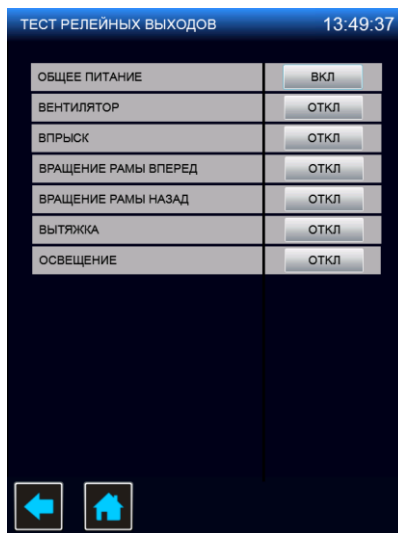 ТЕСТ РЕЛЕЙНЫХ ВЫХОДОВ 13:49:37
ОБЩЕЕ ПИТАНИЕ ВКЛ
ВЕНТИЛЯТОР ОТКЛ
ВПРЫСК ОТКЛ
ВРАЩЕНИЕ РАМЫ ВПЕРЕД ОТКЛ
ВРАЩЕНИЕ РАМЫ НАЗАД ОТКЛ
ВЫТЯЖКА ОТКЛ
ОСВЕЩЕНИЕ ОТКЛ